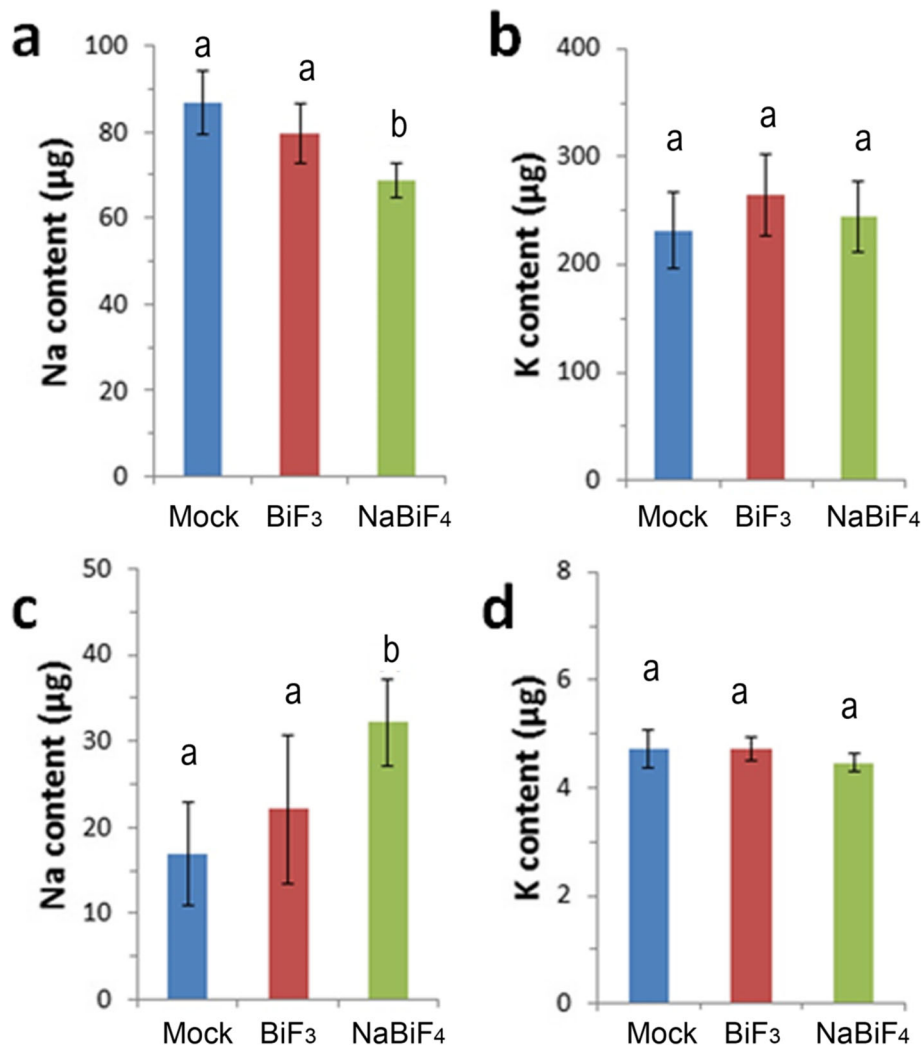 a
Na content (µg)
100
80
60
40
20
0
a
a
b
Mock BiF3 NaBiF4
b
K content (µg)
400
300
200
100
0
a
a
a
Mock BiF3 NaBiF4
c
Na content (µg)
50
40
30
20
10
0
a
a
b
Mock BiF3 NaBiF4
d
K content (µg)
8
6
4
2
0
a
a
a
Mock BiF3 NaBiF4